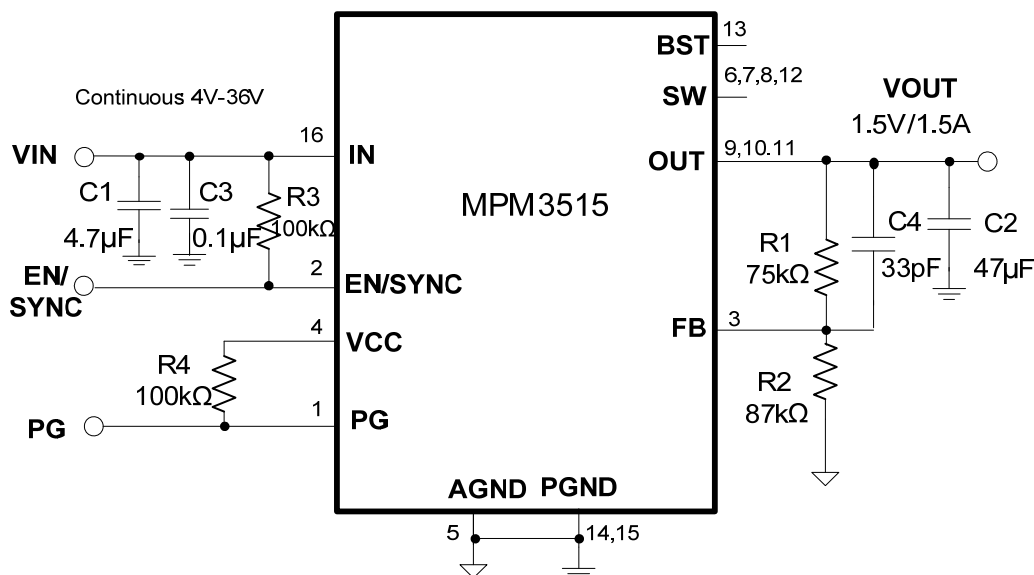 Continuous 4V-36V
VIN
16
IN
C1
4.7μF
C3
0.1μF
R3
100kΩ
EN/
SYNC
2
EN/SYNC
4
VCC
R4
100kΩ
PG
1
PG
MPM3515
BST
13
SW
6,7,8,12
OUT
9,10.11
VOUT
1.5V/1.5A
R1
75kΩ
C4
33pF
C2
47μF
FB
3
R2
87kΩ
AGND
PGND
5
14,15